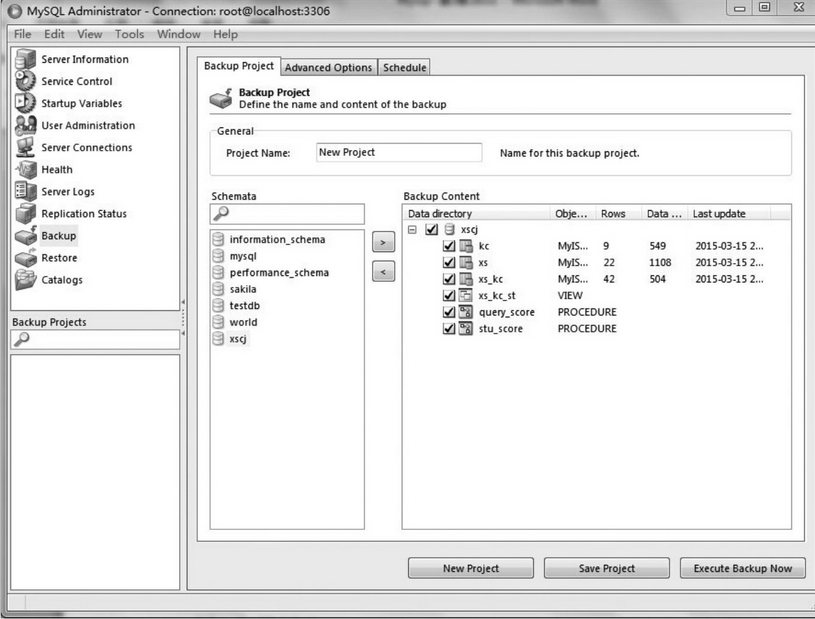 MySQL Administrator - Connection: root@localhost:3306
File Edit View Tools Window Help
Server Information
Service Control
Startup Variables
User Administration
Server Connections
Health
Server Logs
Replication Status
Backup
Restore
Catalogs
Backup Projects
Backup Project Advanced Options Schedule
Backup Project
Define the name and content of the backup
General
Project Name: New Project Name for this backup project.
Schemata
information_schema
mysql
performance_schema
sakila
testdb
world
xscj
>
<
Backup Content
Data directory Obje... Rows Data ... Last update
xscj
kc MyIS... 9 549 2015-03-15 2...
xs MyIS... 22 1108 2015-03-15 2...
xs_kc MyIS... 42 504 2015-03-15 2...
xs_kc_st VIEW
query_score PROCEDURE
stu_score PROCEDURE
New Project Save Project Execute Backup Now